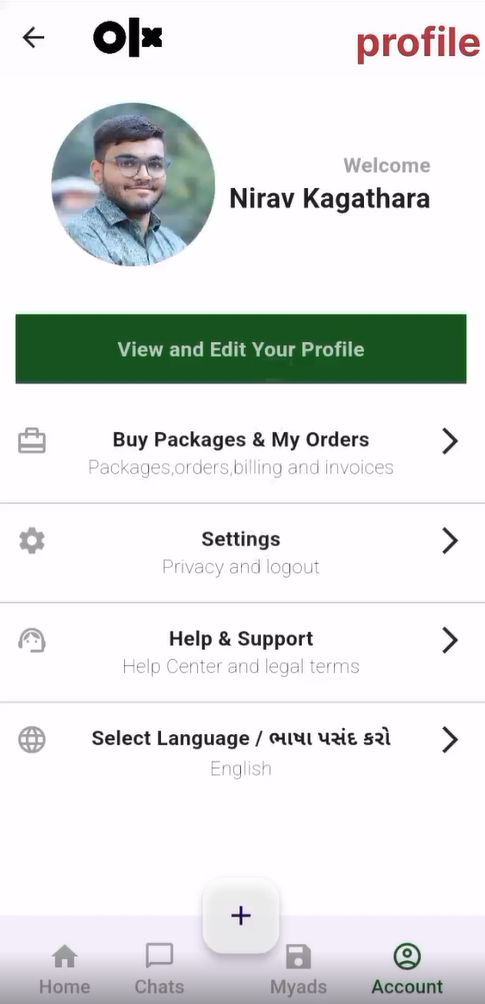 olx
profile
Welcome
Nirav Kagathara
View and Edit Your Profile
Buy Packages & My Orders
Packages,orders,billing and invoices
Settings
Privacy and logout
Help & Support
Help Center and legal terms
Select Language / ભાષા પસંદ કરો
English
+
Home
Chats
Myads
Account